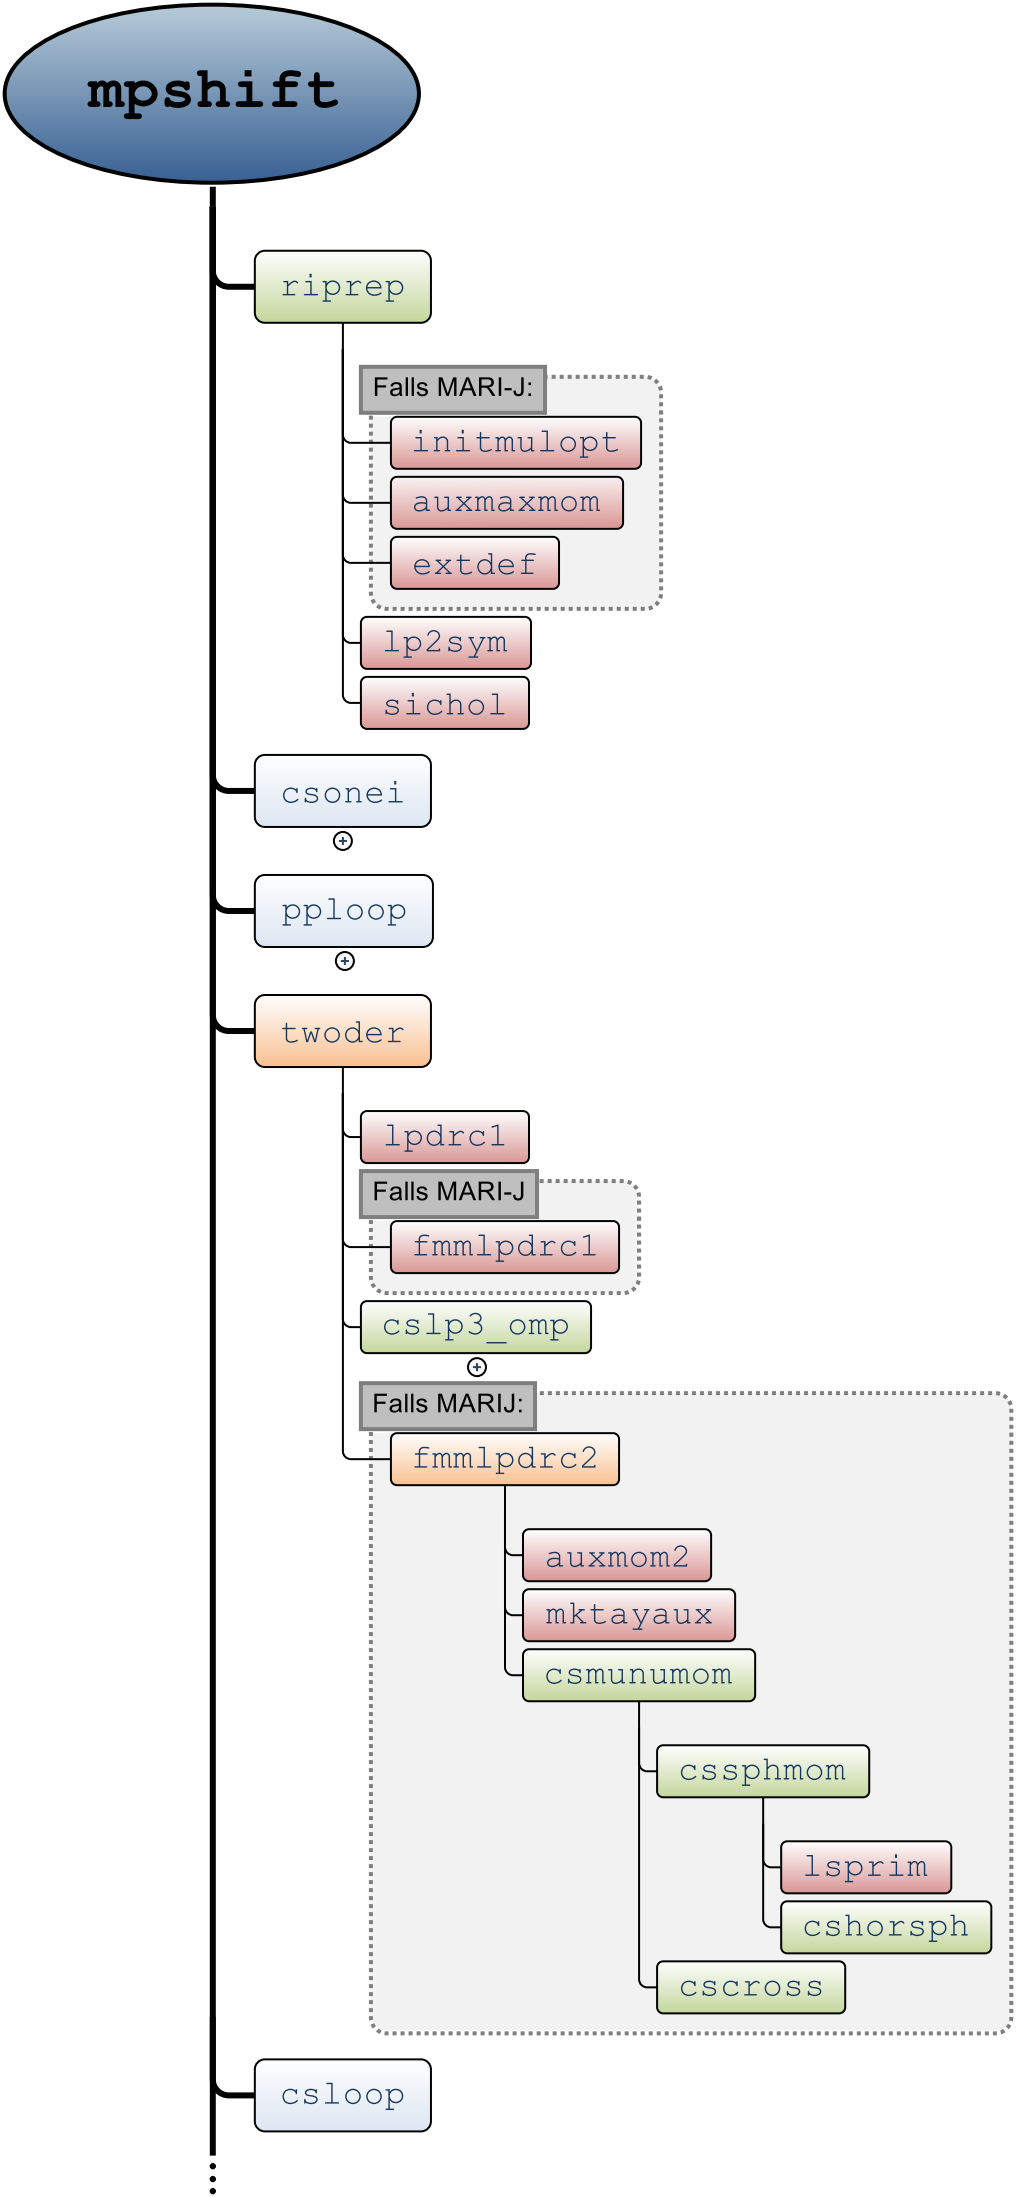 mpshift
riprep
Falls MARI-J:
initmulopt
auxmaxmom
extdef
lp2sym
sichol
csonei
pploop
twoder
lpdrc1
Falls MARI-J
fmmlpdrc1
cslp3_omp
Falls MARIJ:
fmmlpdrc2
auxmom2
mktayaux
csmunumom
cssphmom
lsprim
cshorsph
cscross
csloop